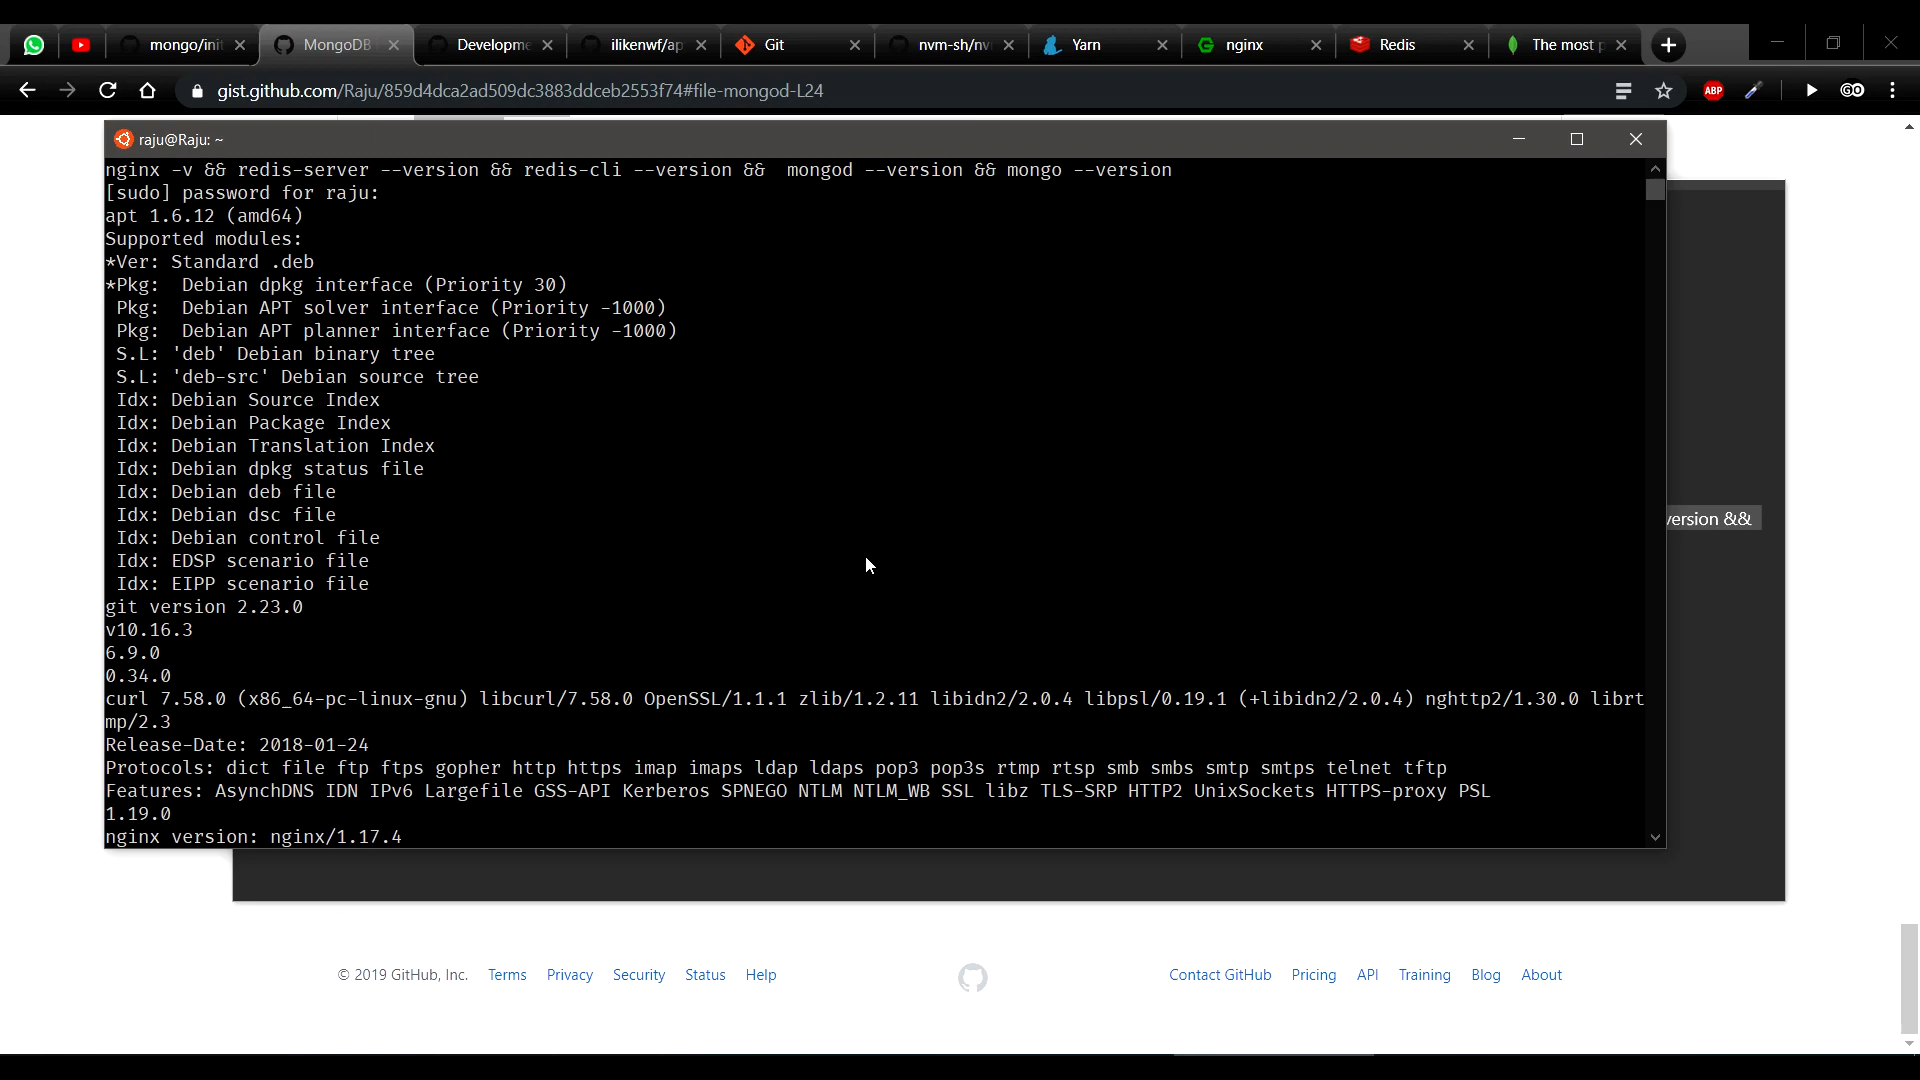 mongo/ini
MongoDB
Developme
ilikenwf/ap
Git
nvm-sh/nv
Yarn
nginx
Redis
The most p
gist.github.com/Raju/859d4dca2ad509dc3883ddceb2553f74#file-mongod-L24
ABP
GO
raju@Raju: ~
nginx -v && redis-server --version && redis-cli --version &&  mongod --version && mongo --version
[sudo] password for raju:
apt 1.6.12 (amd64)
Supported modules:
*Ver: Standard .deb
*Pkg:  Debian dpkg interface (Priority 30)
 Pkg:  Debian APT solver interface (Priority -1000)
 Pkg:  Debian APT planner interface (Priority -1000)
 S.L: 'deb' Debian binary tree
 S.L: 'deb-src' Debian source tree
 Idx: Debian Source Index
 Idx: Debian Package Index
 Idx: Debian Translation Index
 Idx: Debian dpkg status file
 Idx: Debian deb file
 Idx: Debian dsc file
 Idx: Debian control file
 Idx: EDSP scenario file
 Idx: EIPP scenario file
git version 2.23.0
v10.16.3
6.9.0
0.34.0
curl 7.58.0 (x86_64-pc-linux-gnu) libcurl/7.58.0 OpenSSL/1.1.1 zlib/1.2.11 libidn2/2.0.4 libpsl/0.19.1 (+libidn2/2.0.4) nghttp2/1.30.0 librt
mp/2.3
Release-Date: 2018-01-24
Protocols: dict file ftp ftps gopher http https imap imaps ldap ldaps pop3 pop3s rtmp rtsp smb smbs smtp smtps telnet tftp
Features: AsynchDNS IDN IPv6 Largefile GSS-API Kerberos SPNEGO NTLM NTLM_WB SSL libz TLS-SRP HTTP2 UnixSockets HTTPS-proxy PSL
1.19.0
nginx version: nginx/1.17.4
version &&
© 2019 GitHub, Inc. Terms Privacy Security Status Help
Contact GitHub Pricing API Training Blog About